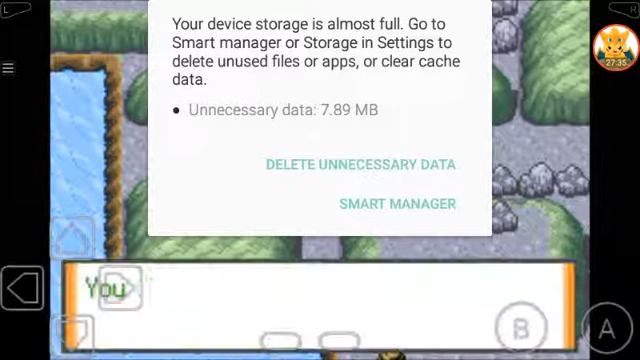 L
R
Your device storage is almost full. Go to
Smart manager or Storage in Settings to
delete unused files or apps, or clear cache
data.
27:35
• Unnecessary data: 7.89 MB
DELETE UNNECESSARY DATA
SMART MANAGER
You
B
A